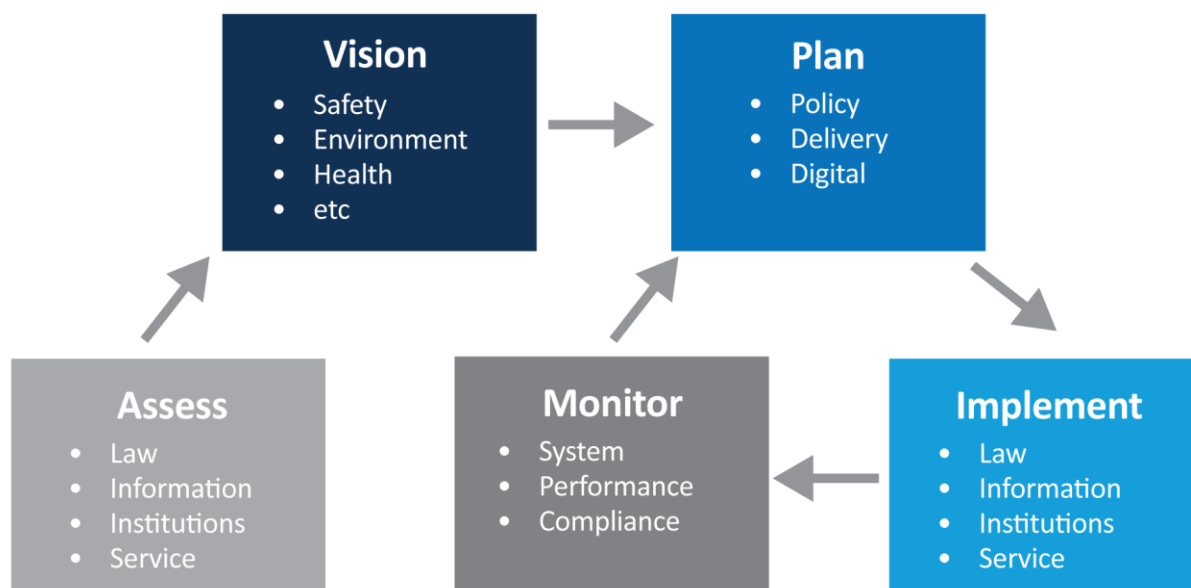 Vision
• Safety
• Environment
• Health
• etc
Plan
• Policy
• Delivery
• Digital
Assess
• Law
• Information
• Institutions
• Service
Monitor
• System
• Performance
• Compliance
Implement
• Law
• Information
• Institutions
• Service